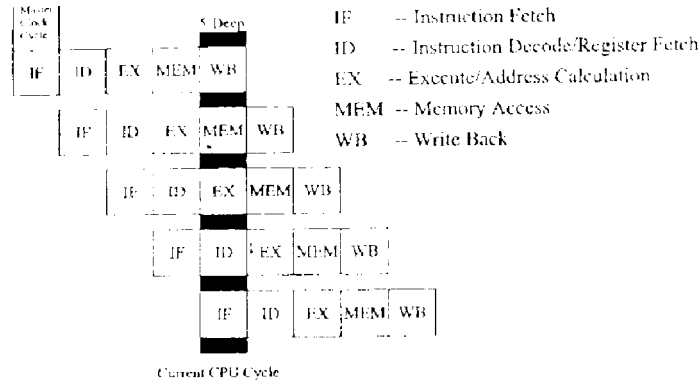 Master
Clock
Cycle
5 Deep
IF ID EX MEM WB
IF ID EX MEM WB
IF ID EX MEM WB
IF ID EX MEM WB
IF ID EX MEM WB
Current CPU Cycle
IF -- Instruction Fetch
ID -- Instruction Decode/Register Fetch
EX -- Execute/Address Calculation
MEM -- Memory Access
WB -- Write Back